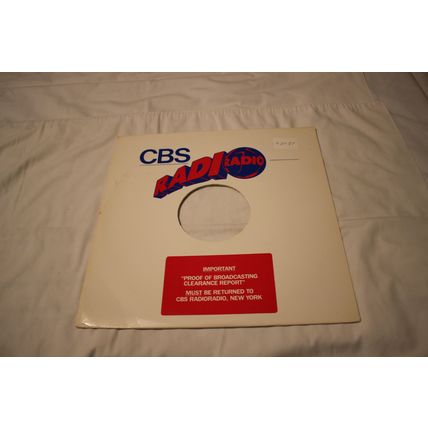 CBS
RADIO RADIO
IMPORTANT
"PROOF OF BROADCASTING
CLEARANCE REPORT"
MUST BE RETURNED TO
CBS RADIORADIO, NEW YORK